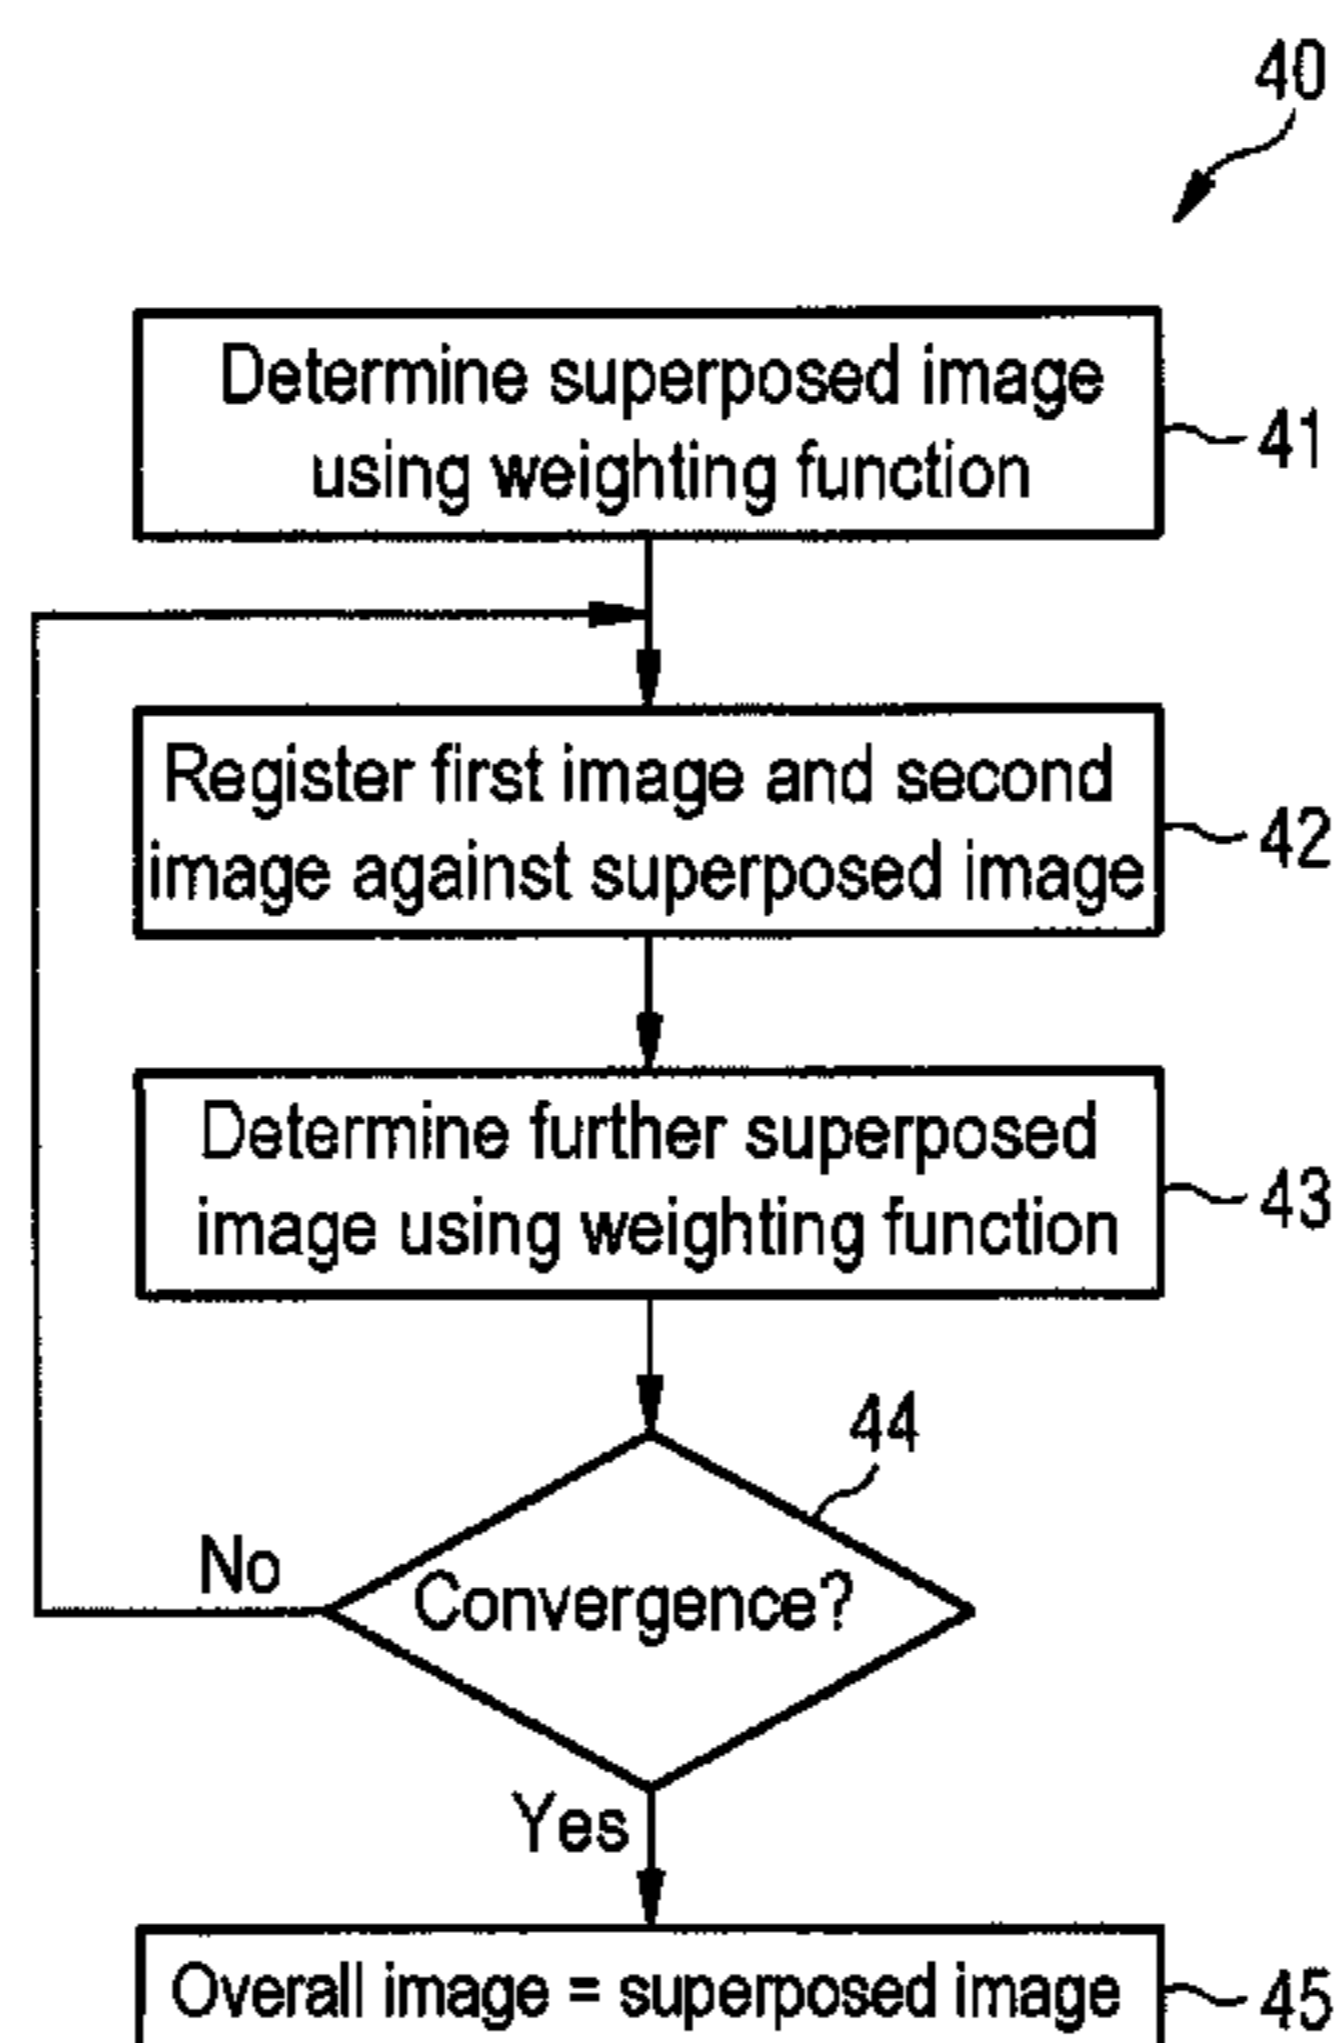 40
Determine superposed image
using weighting function
41
Register first image and second
image against superposed image
42
Determine further superposed
image using weighting function
43
44
No
Convergence?
Yes
Overall image = superposed image
45